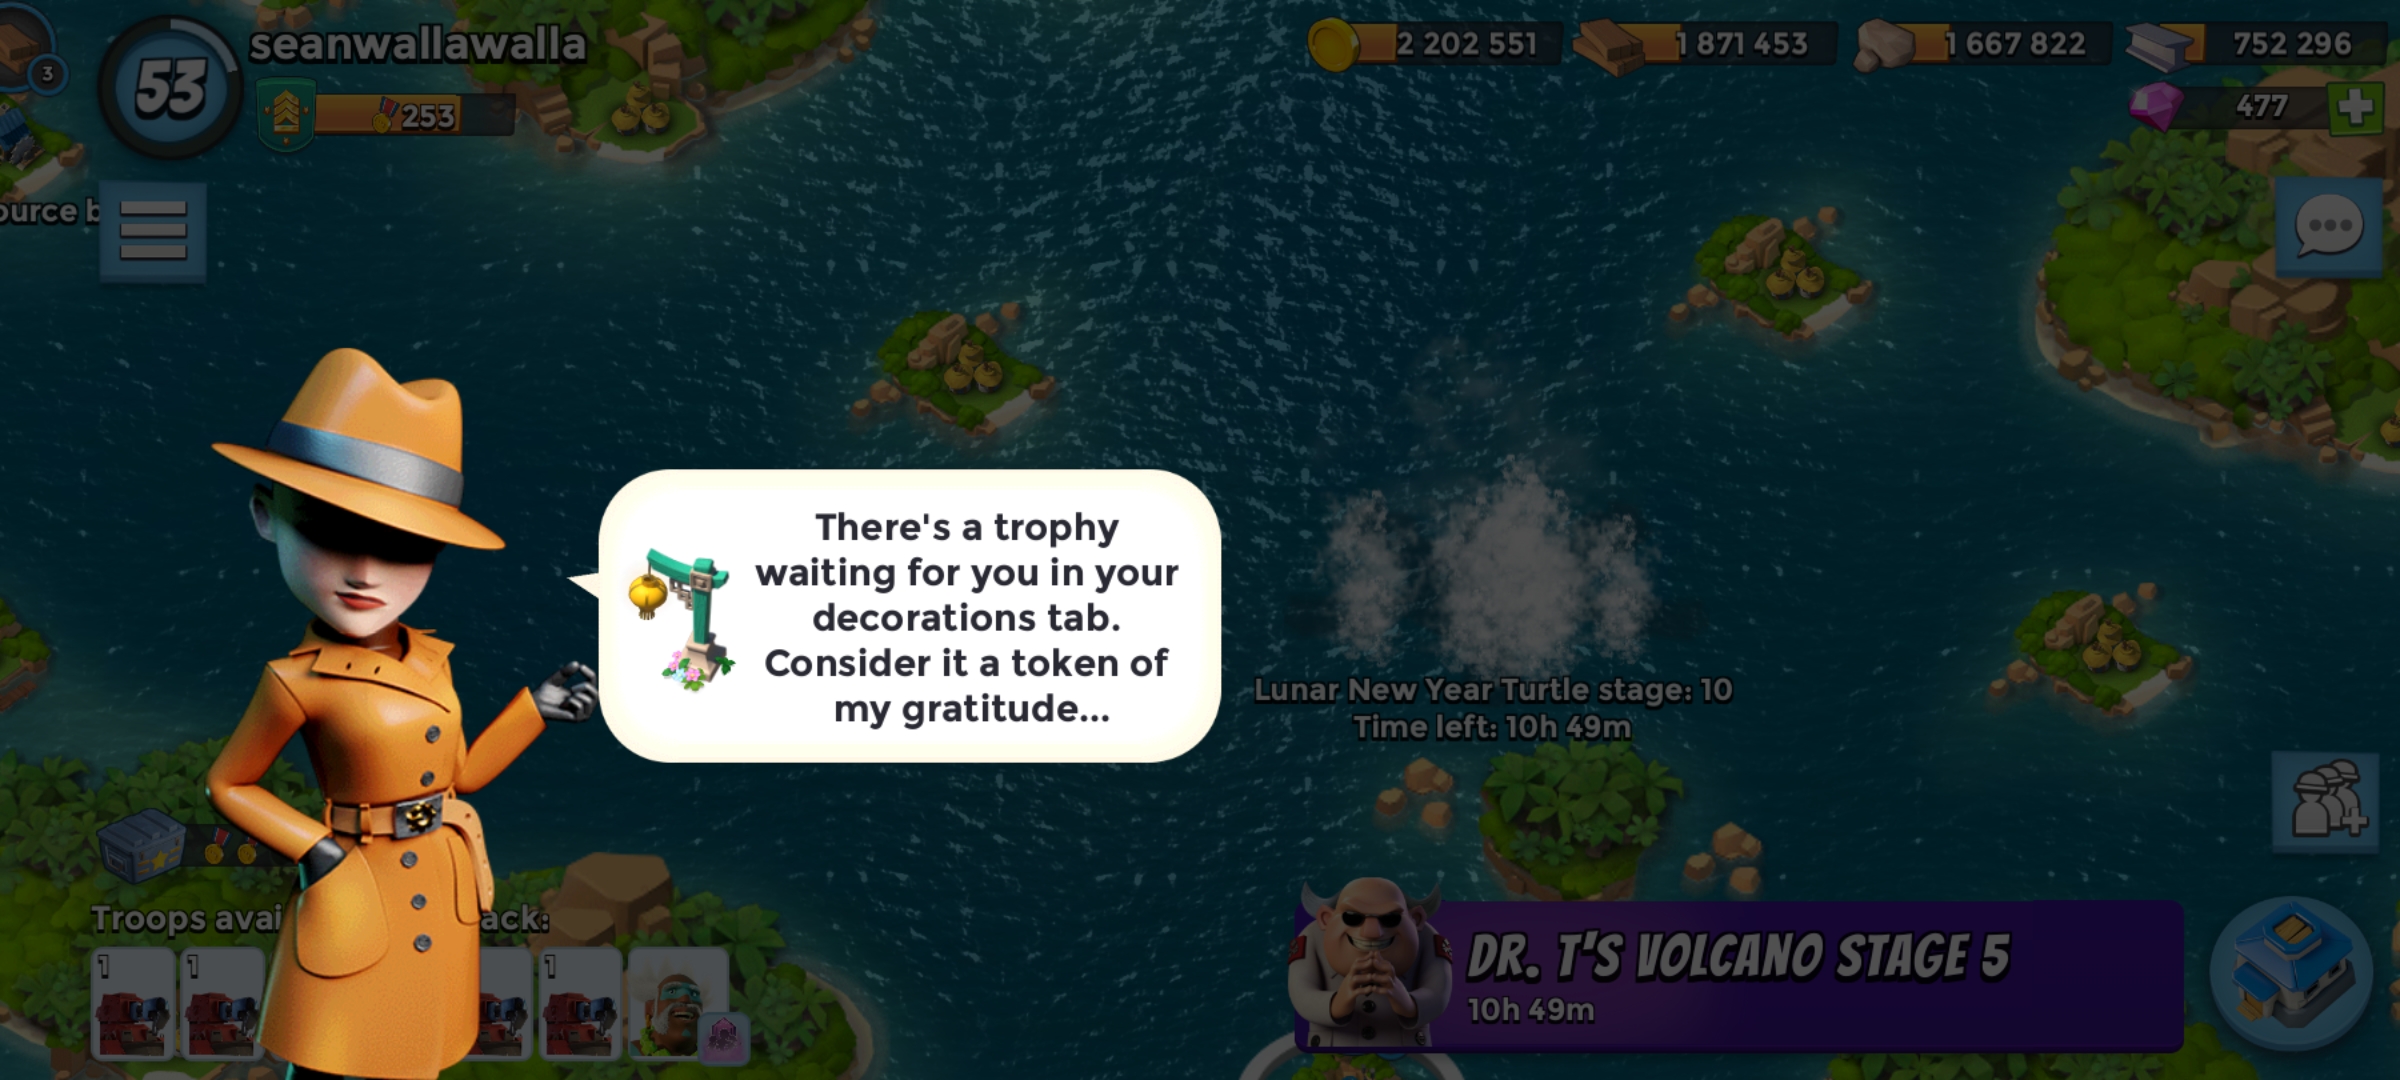 3
53
seanwallawalla
253
2 202 551
1 871 453
1 667 822
752 296
477
ource b
There's a trophy
waiting for you in your
decorations tab.
Consider it a token of
my gratitude...
Lunar New Year Turtle stage: 10
Time left: 10h 49m
Troops avai
ack:
1
1
1
DR. T'S VOLCANO STAGE 5
10h 49m